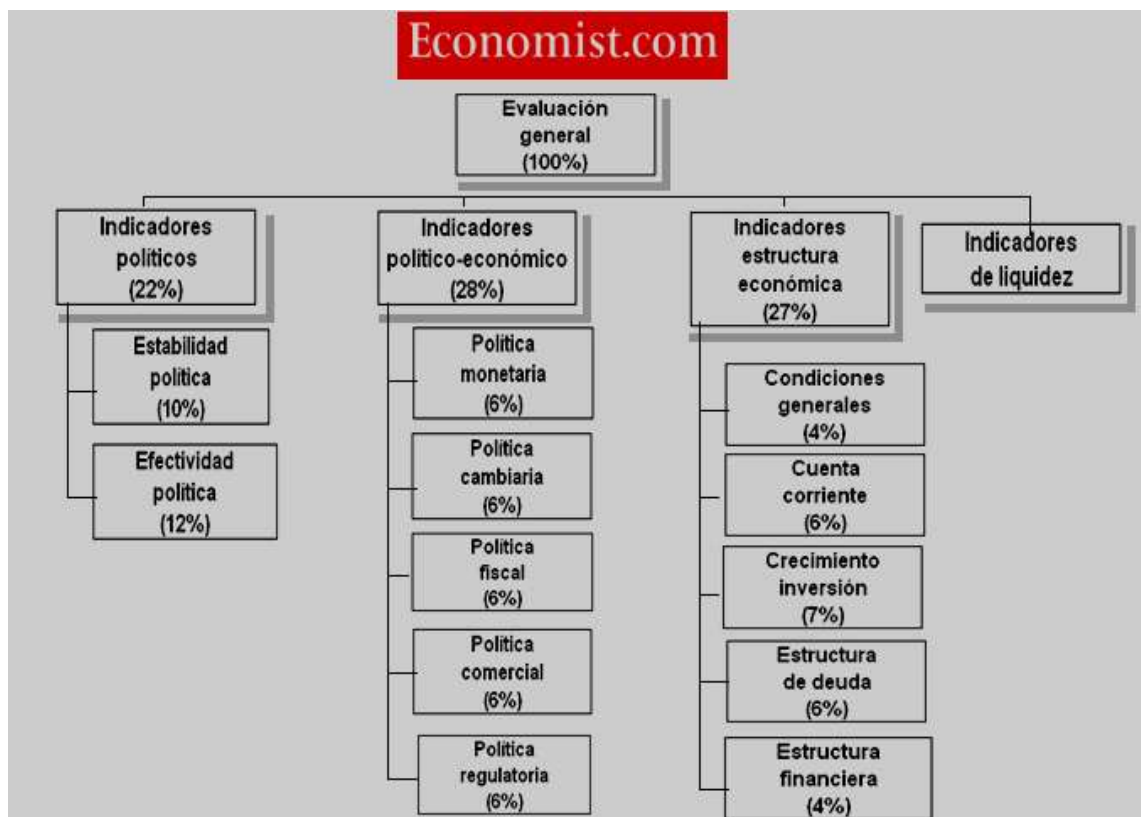 Economist.com
Evaluación
general
(100%)
Indicadores
políticos
(22%)
Estabilidad
política
(10%)
Efectividad
política
(12%)
Indicadores
político-económico
(28%)
Política
monetaria
(6%)
Política
cambiaria
(6%)
Política
fiscal
(6%)
Política
comercial
(6%)
Política
regulatoria
(6%)
Indicadores
estructura
económica
(27%)
Condiciones
generales
(4%)
Cuenta
corriente
(6%)
Crecimiento
inversión
(7%)
Estructura
de deuda
(6%)
Estructura
financiera
(4%)
Indicadores
de liquidez